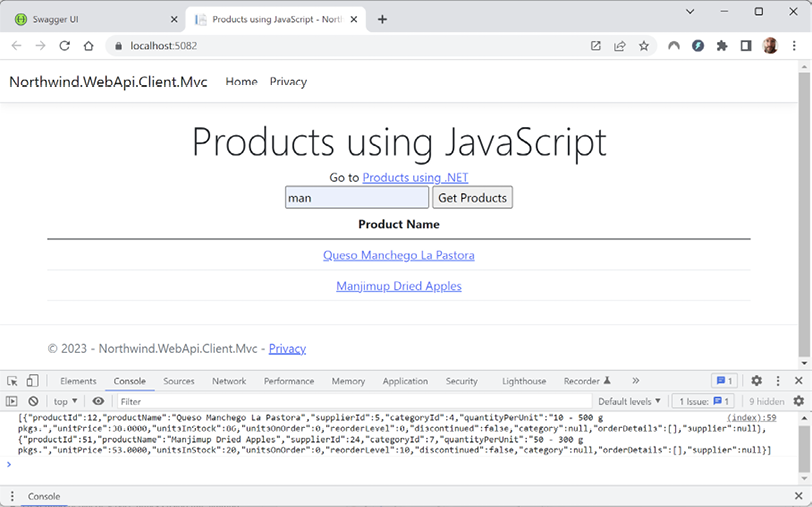 Swagger UI
Products using JavaScript - Nort
localhost:5082
Northwind.WebApi.Client.Mvc Home Privacy
Products using JavaScript
Go to Products using .NET
man Get Products
Product Name
Queso Manchego La Pastora
Manjimup Dried Apples
© 2023 - Northwind.WebApi.Client.Mvc - Privacy
Elements Console Sources Network Performance Memory Application Security Lighthouse Recorder 1
top Filter Default levels 1 Issue: 1 9 hidden
[{"productId":12,"productName":"Queso Manchego La Pastora","supplierId":5,"categoryId":4,"quantityPerUnit":"10 - 500 g (index):59
pkgs.","unitPrice":38.0000,"unitsInStock":86,"unitsOnOrder":0,"reorderLevel":0,"discontinued":false,"category":null,"orderDetails":[],"supplier":null},
{"productId":51,"productName":"Manjimup Dried Apples","supplierId":24,"categoryId":7,"quantityPerUnit":"50 - 300 g
pkgs.","unitPrice":53.0000,"unitsInStock":20,"unitsOnOrder":0,"reorderLevel":10,"discontinued":false,"category":null,"orderDetails":[],"supplier":null}]
Console